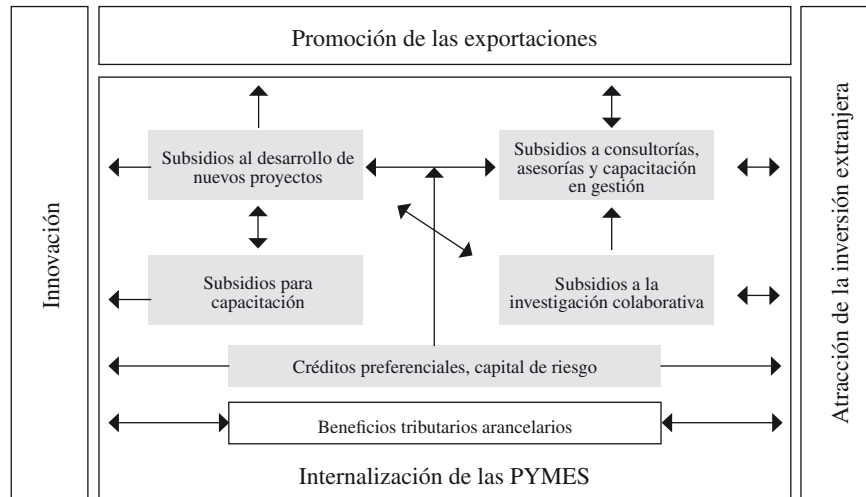 Promoción de las exportaciones
Innovación
Subsidios al desarrollo de
nuevos proyectos
Subsidios a consultorías,
asesorías y capacitación
en gestión
Subsidios para
capacitación
Subsidios a la
investigación colaborativa
Créditos preferenciales, capital de riesgo
Beneficios tributarios arancelarios
Internalización de las PYMES
Atracción de la inversión extranjera